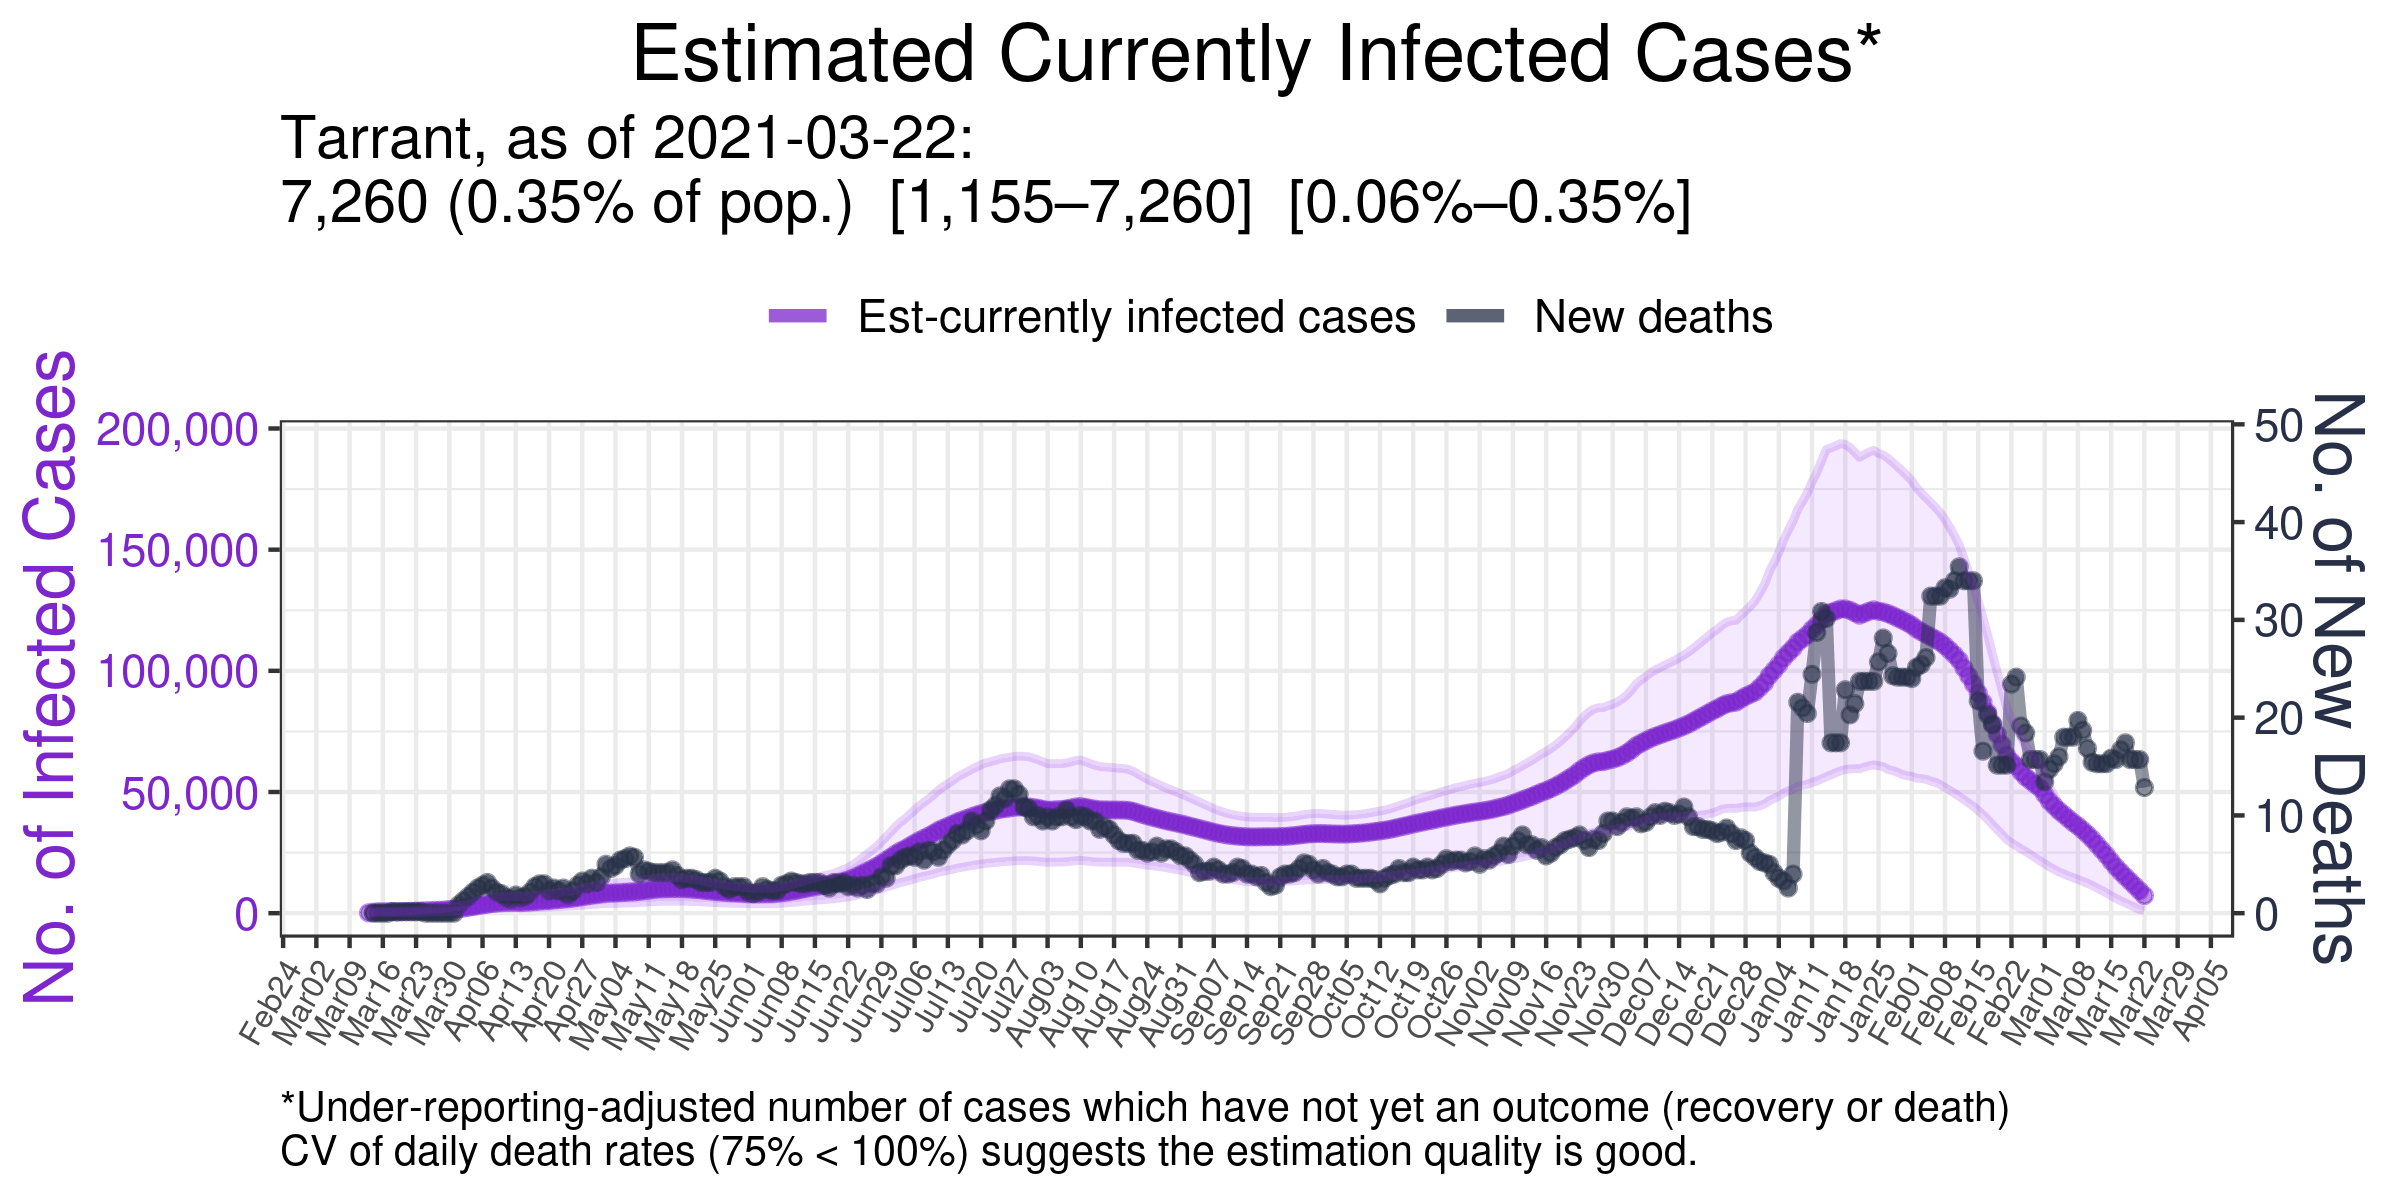 Estimated Currently Infected Cases*
Tarrant, as of 2021-03-22:
7,260 (0.35% of pop.)  [1,155–7,260]  [0.06%–0.35%]
Est-currently infected cases
New deaths
No. of Infected Cases
200,000
150,000
100,000
50,000
0
50
40
30
20
10
0
No. of New Deaths
Feb24
Mar02
Mar09
Mar16
Mar23
Mar30
Apr06
Apr13
Apr20
Apr27
May04
May11
May18
May25
Jun01
Jun08
Jun15
Jun22
Jun29
Jul06
Jul13
Jul20
Jul27
Aug03
Aug10
Aug17
Aug24
Aug31
Sep07
Sep14
Sep21
Sep28
Oct05
Oct12
Oct19
Oct26
Nov02
Nov09
Nov16
Nov23
Nov30
Dec07
Dec14
Dec21
Dec28
Jan04
Jan11
Jan18
Jan25
Feb01
Feb08
Feb15
Feb22
Mar01
Mar08
Mar15
Mar22
Mar29
Apr05
*Under-reporting-adjusted number of cases which have not yet an outcome (recovery or death)
CV of daily death rates (75% < 100%) suggests the estimation quality is good.